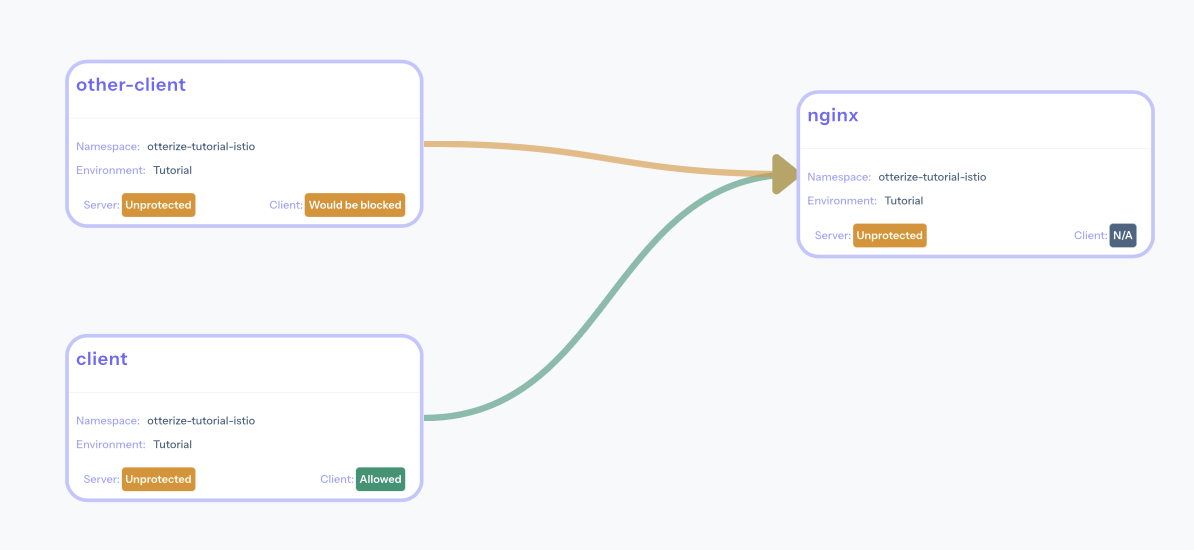 other-client
Namespace: otterize-tutorial-istio
Environment: Tutorial
Server: Unprotected Client: Would be blocked
nginx
Namespace: otterize-tutorial-istio
Environment: Tutorial
Server: Unprotected Client: N/A
client
Namespace: otterize-tutorial-istio
Environment: Tutorial
Server: Unprotected Client: Allowed